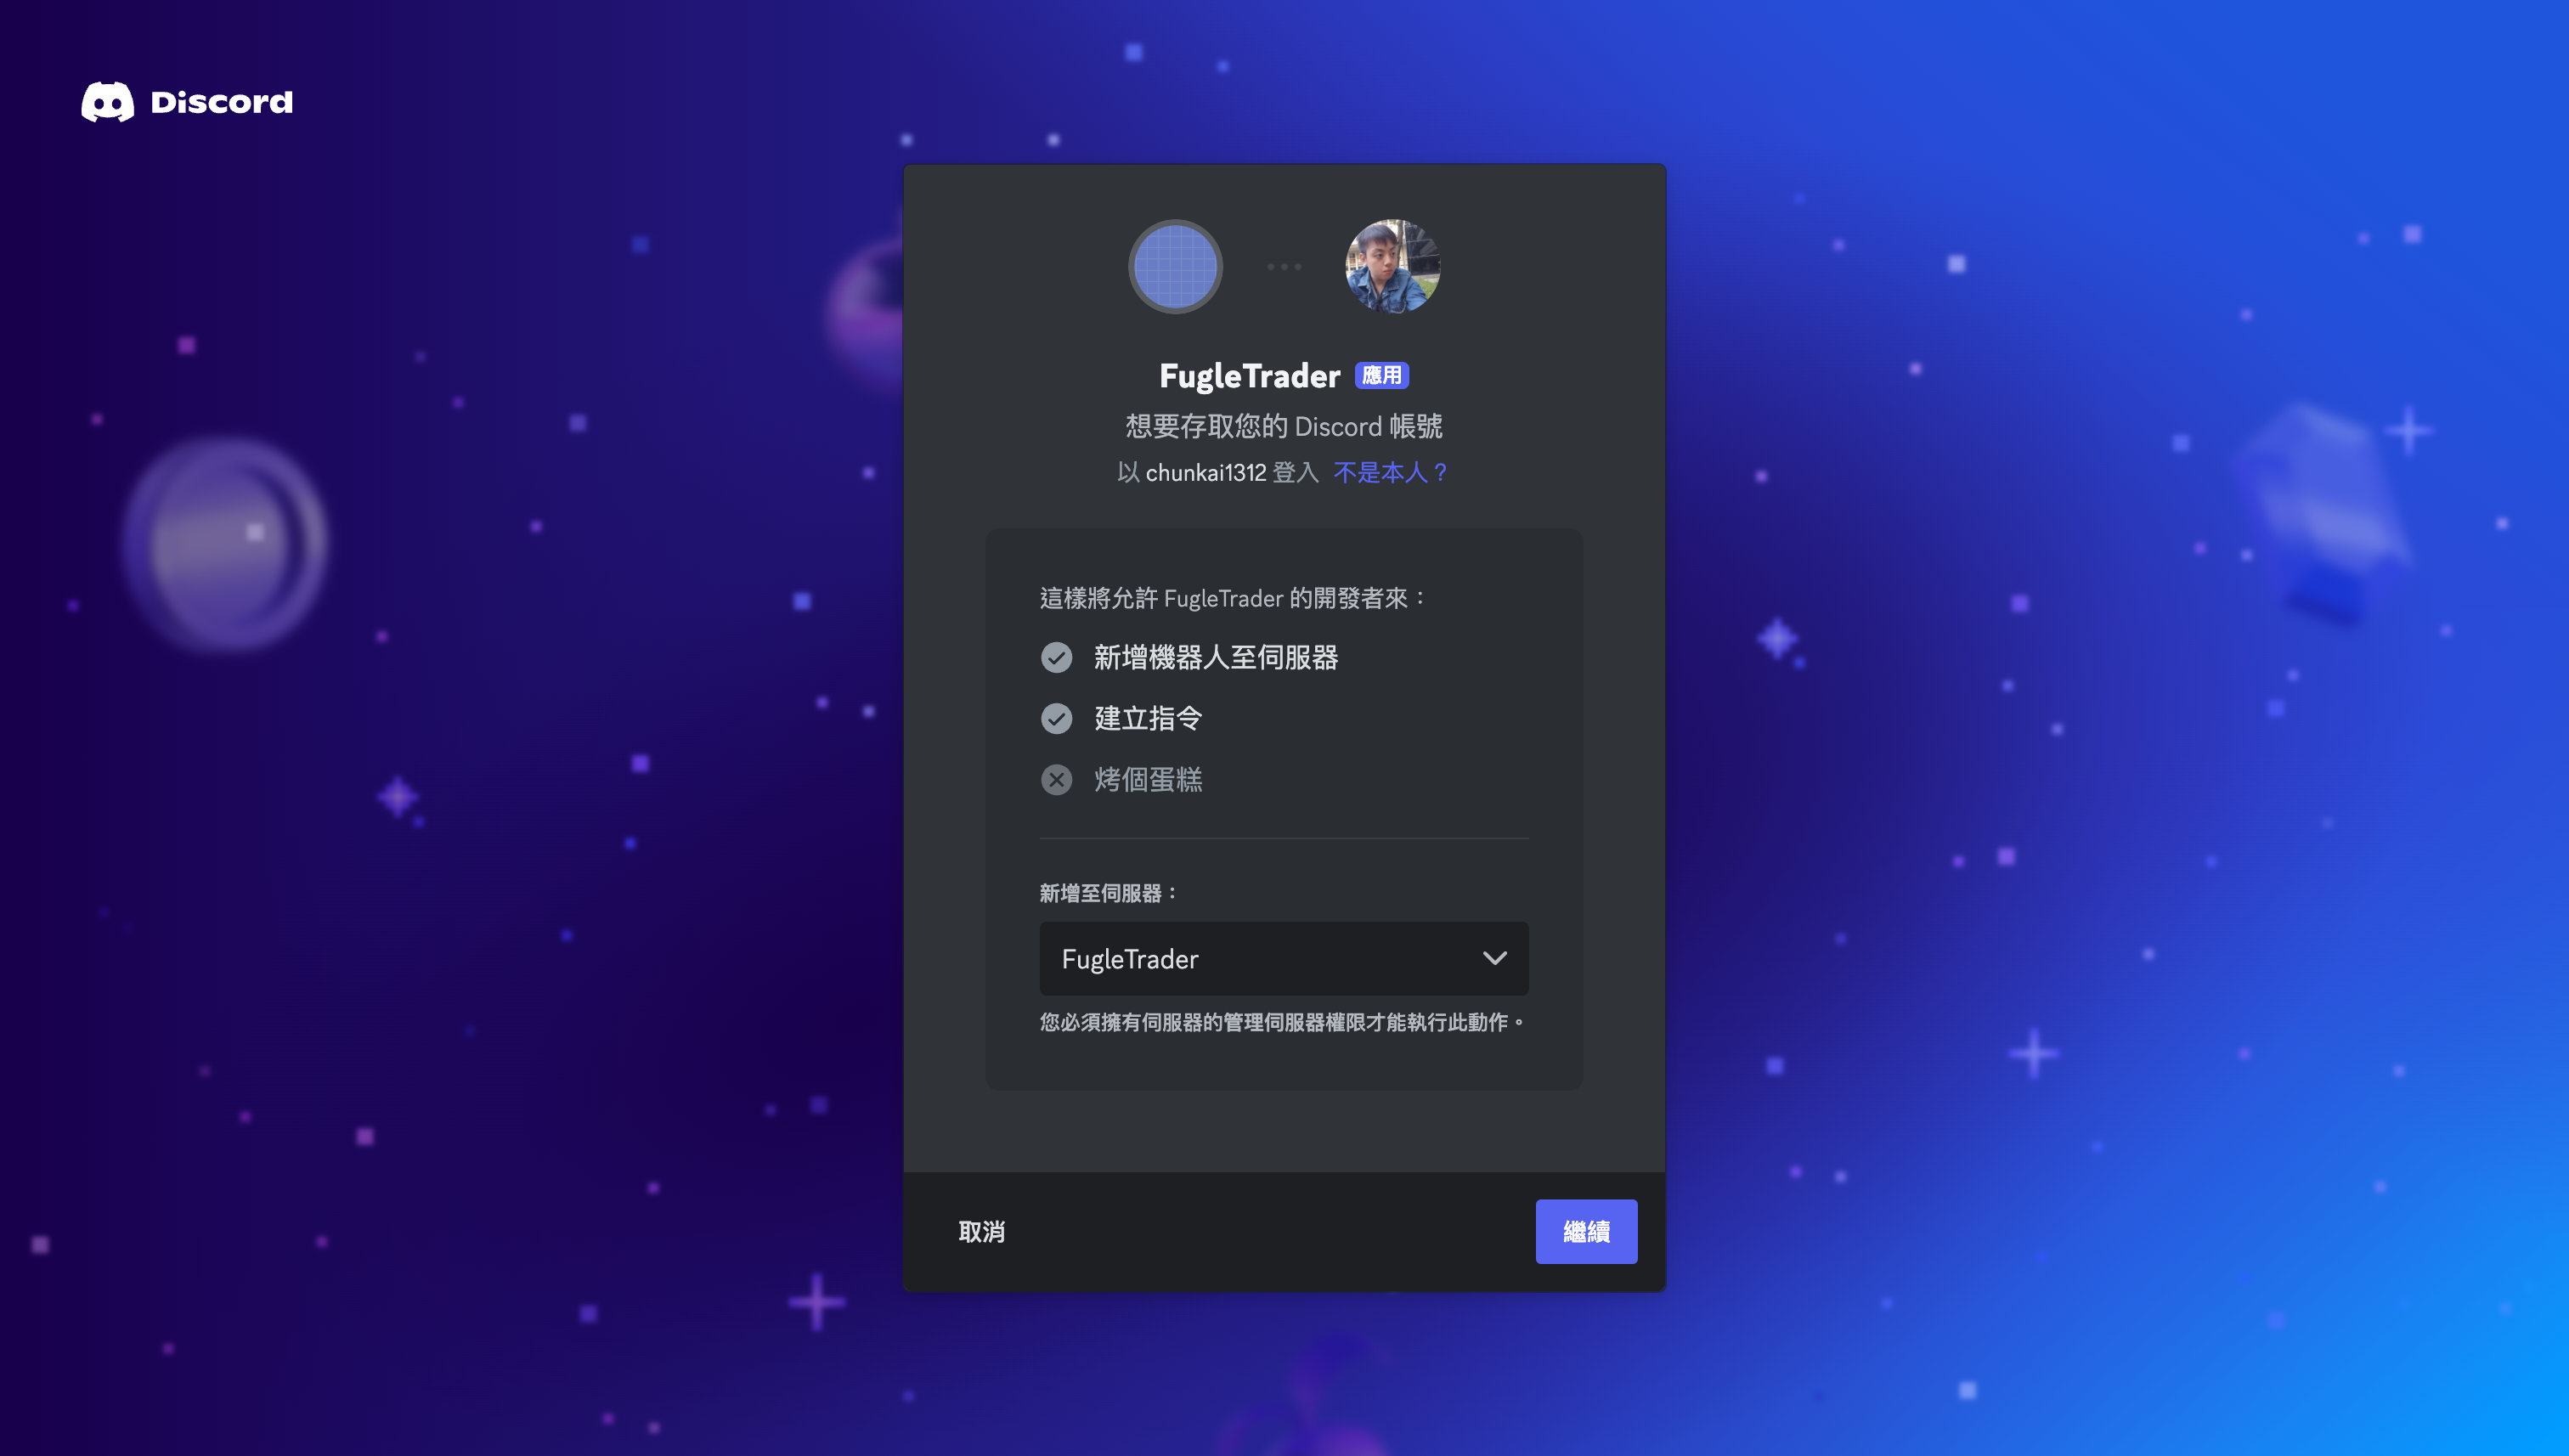 Discord
FugleTrader 應用
想要存取您的 Discord 帳號
以 chunkai1312 登入 不是本人？
這樣將允許 FugleTrader 的開發者來：
新增機器人至伺服器
建立指令
烤個蛋糕
新增至伺服器：
FugleTrader
您必須擁有伺服器的管理伺服器權限才能執行此動作。
取消
繼續